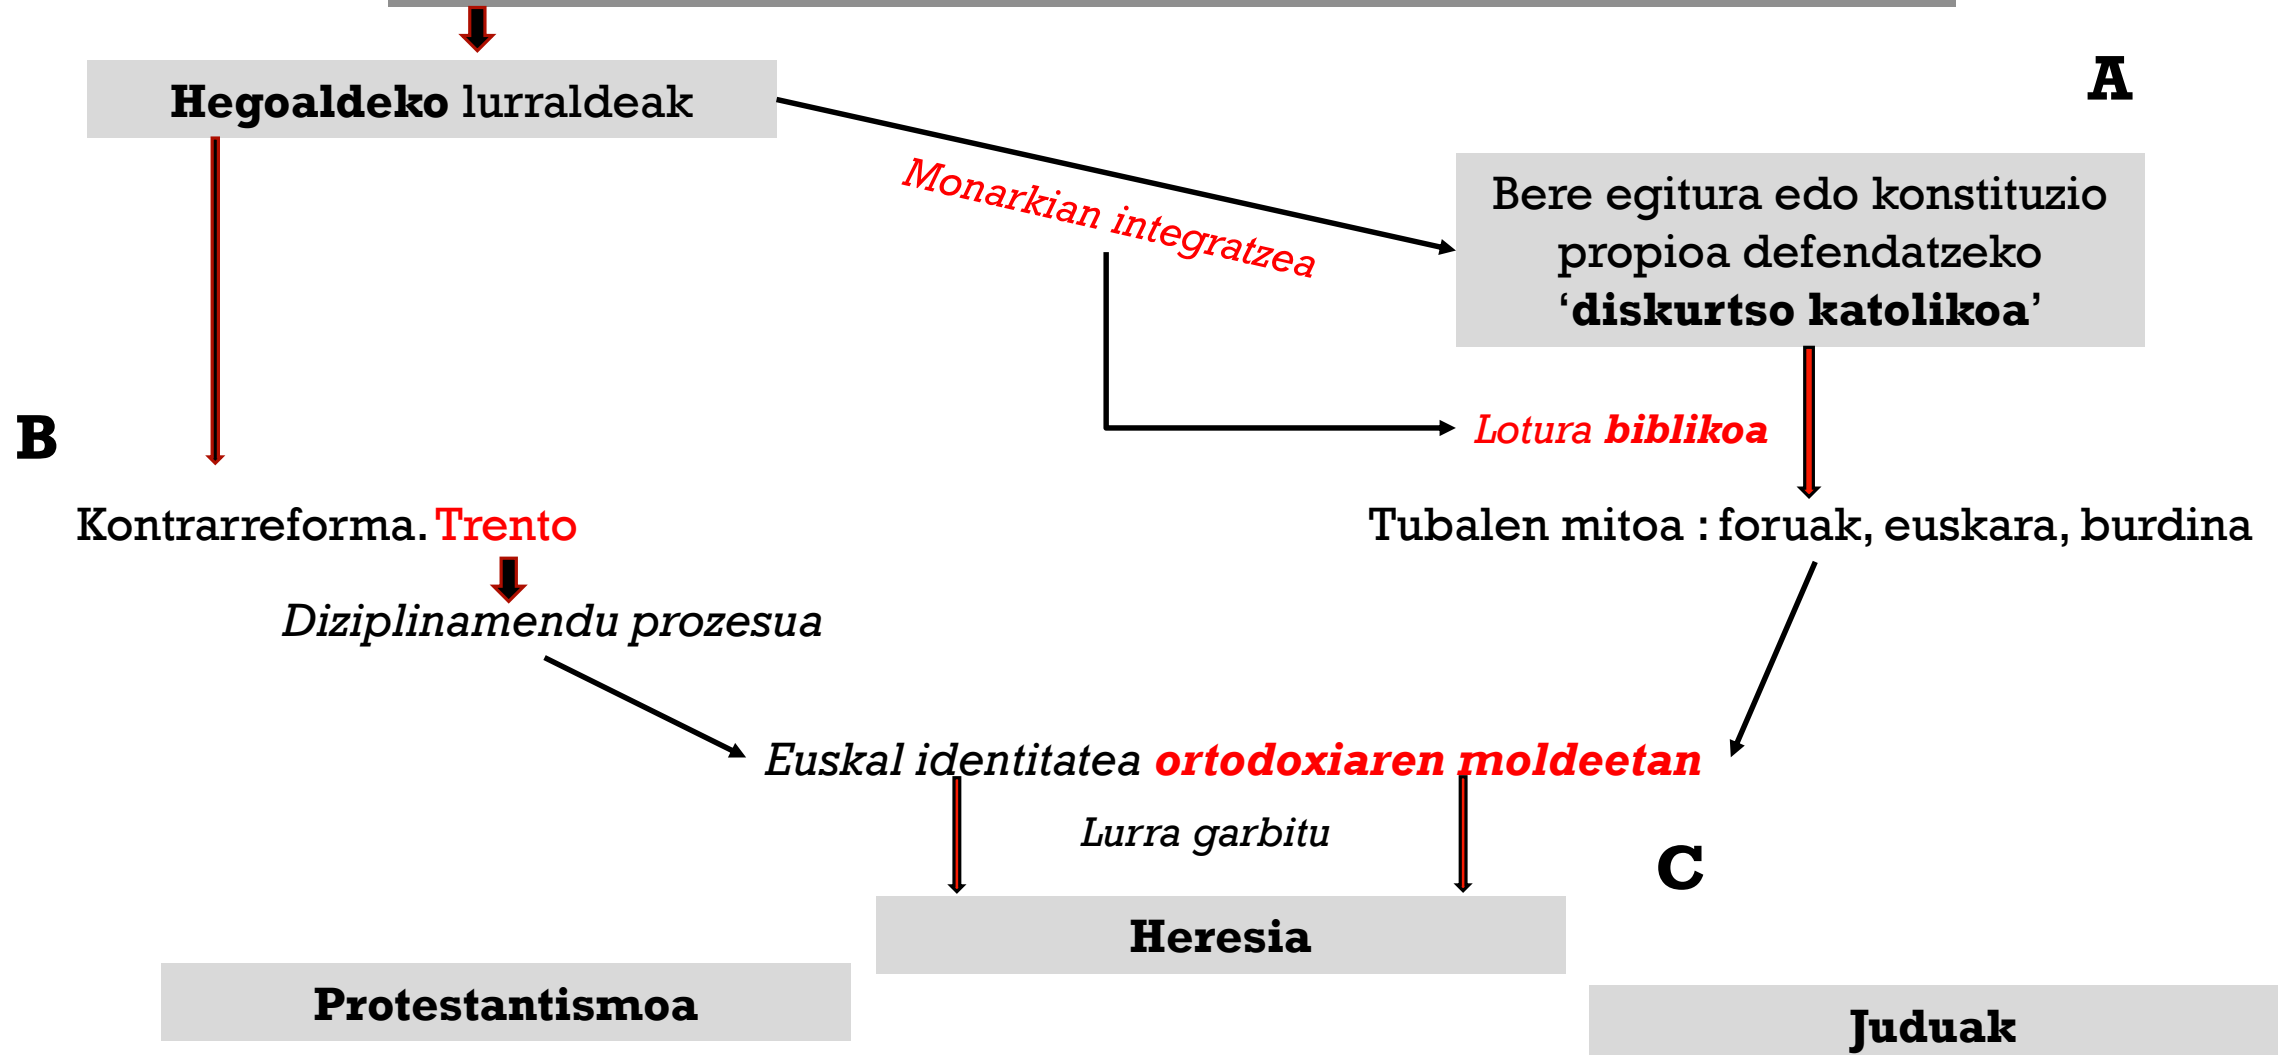 Hegoaldeko lurraldeak
A
Monarkian integratzea
Bere egitura edo konstituzio
propioa defendatzeko
‘diskurtso katolikoa’
B
Lotura biblikoa
Kontrarreforma. Trento
Tubalen mitoa : foruak, euskara, burdina
Diziplinamendu prozesua
Euskal identitatea ortodoxiaren moldeetan
Lurra garbitu
C
Heresia
Protestantismoa
Juduak